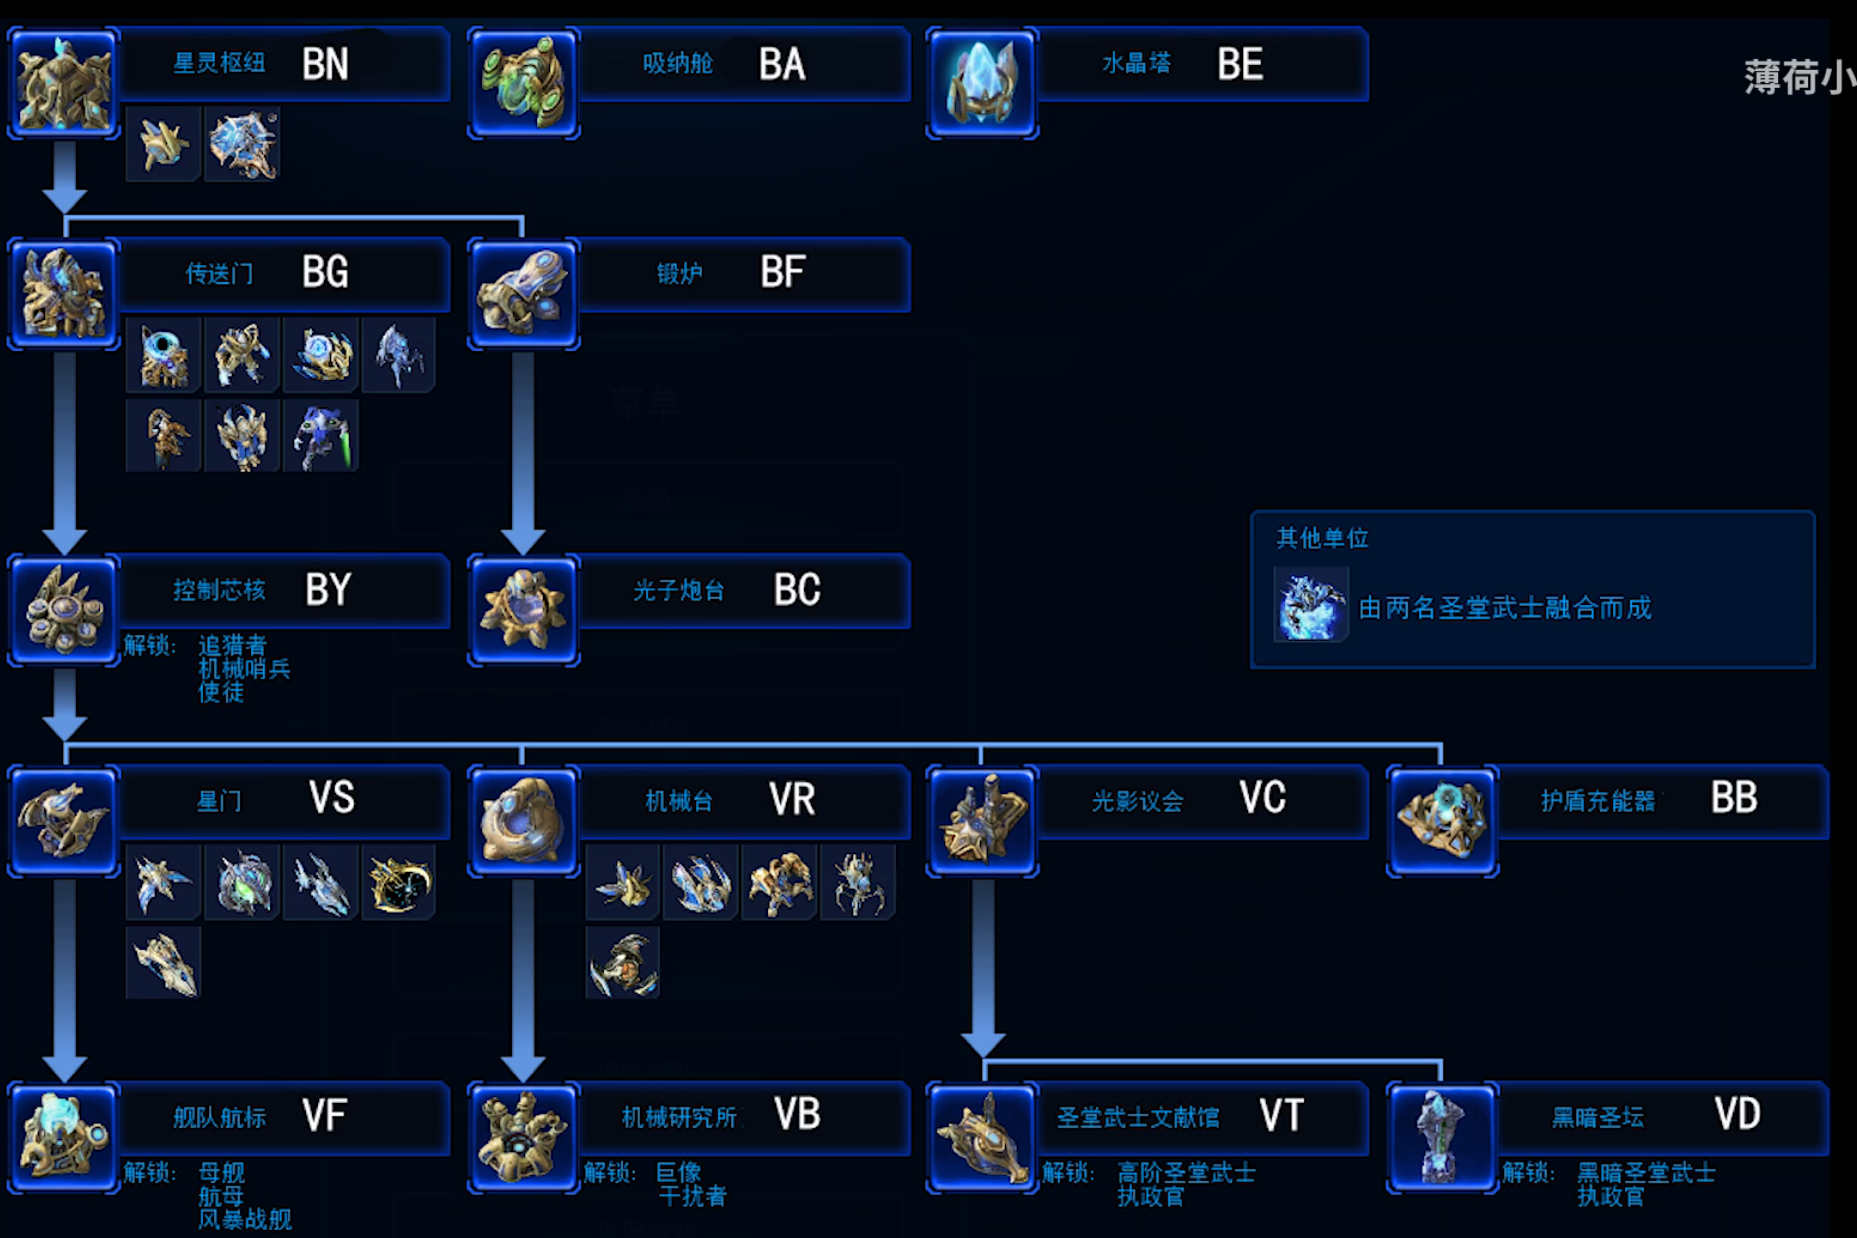 星灵枢纽 BN
吸纳舱 BA
水晶塔 BE
薄荷小
传送门 BG
锻炉 BF
菜单
其他单位
由两名圣堂武士融合而成
控制芯核 BY
解锁: 追猎者
机械哨兵
使徒
光子炮台 BC
星门 VS
机械台 VR
光影议会 VC
护盾充能器 BB
舰队航标 VF
解锁: 母舰
航母
风暴战舰
机械研究所 VB
解锁: 巨像
干扰者
圣堂武士文献馆 VT
解锁: 高阶圣堂武士
执政官
黑暗圣坛 VD
解锁: 黑暗圣堂武士
执政官